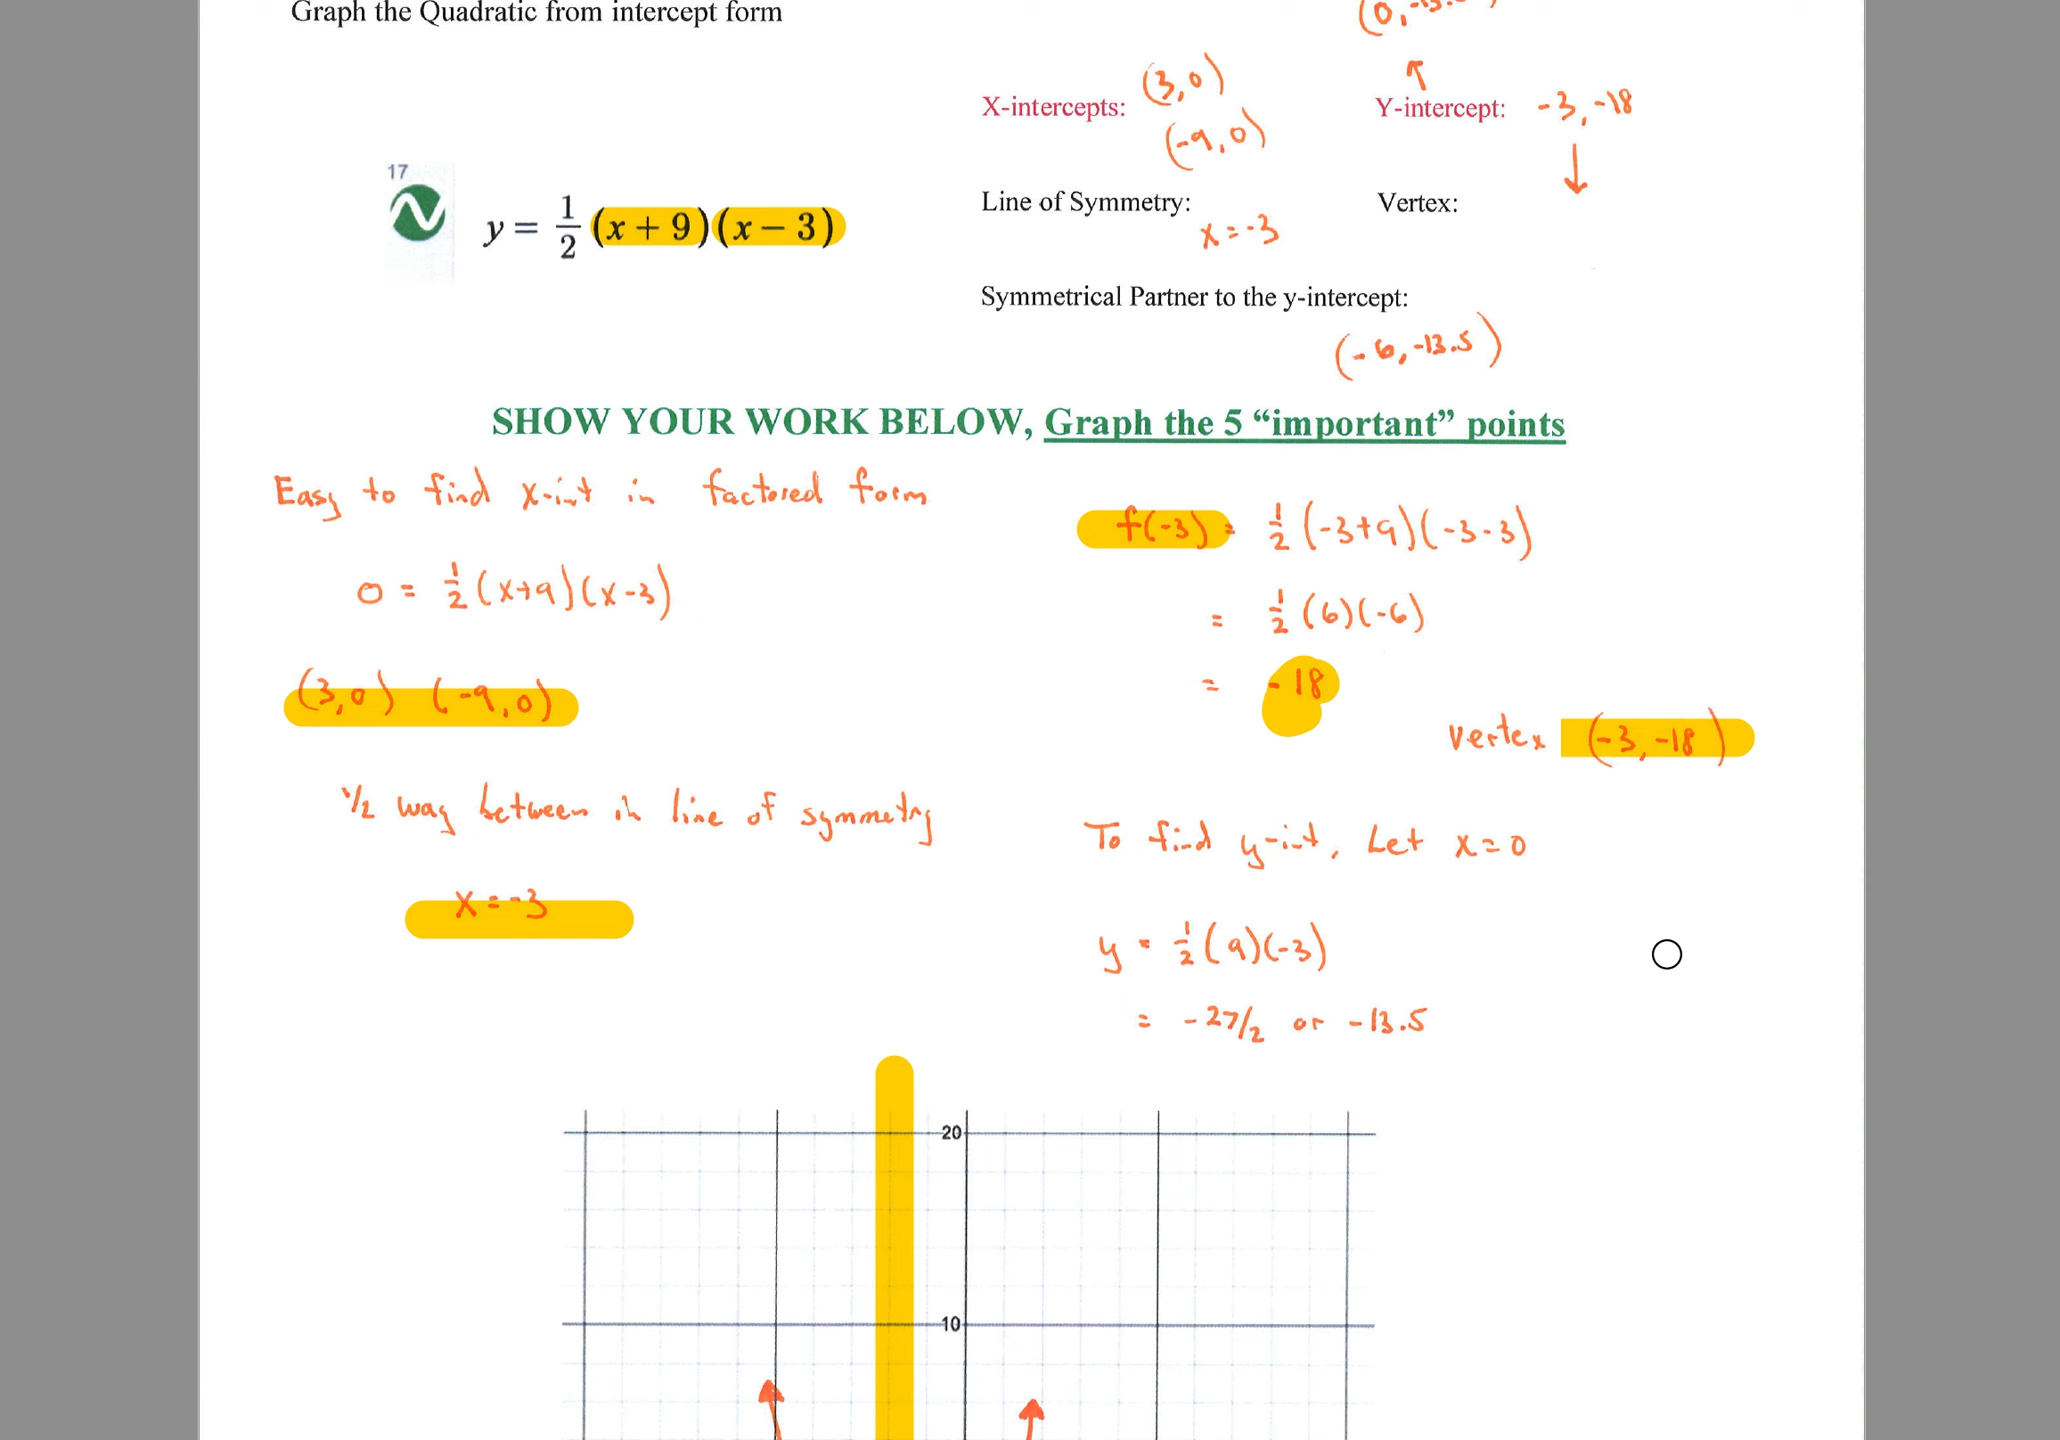 Graph the Quadratic from intercept form
X-intercepts: (3,0)
(-9,0)
Y-intercept: -3, -18
17
y = 1/2 (x + 9)(x − 3)
Line of Symmetry:
x = -3
Vertex:
Symmetrical Partner to the y-intercept:
(-6, -13.5)
SHOW YOUR WORK BELOW, Graph the 5 “important” points
Easy to find x-int in factored form
0 = 1/2 (x+9)(x-3)
(3,0) (-9,0)
1/2 way between is line of symmetry
x = -3
f(-3) = 1/2 (-3+9)(-3-3)
= 1/2 (6)(-6)
= -18
Vertex (-3, -18)
To find y-int, Let x=0
y = 1/2 (9)(-3)
= -27/2 or -13.5
20
10